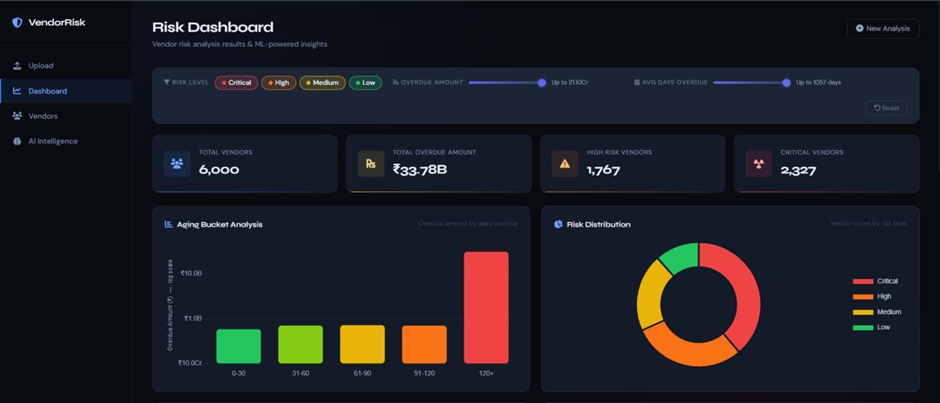 VendorRisk
Upload
Dashboard
Vendors
AI Intelligence
Risk Dashboard
Vendor risk analysis results & ML-powered insights
New Analysis
RISK LEVEL
Critical
High
Medium
Low
OVERDUE AMOUNT
Up to ₹1.10Cr
AVG DAYS OVERDUE
Up to 1057 days
Reset
TOTAL VENDORS
6,000
Rs
TOTAL OVERDUE AMOUNT
₹33.78B
HIGH RISK VENDORS
1,767
CRITICAL VENDORS
2,327
Aging Bucket Analysis
Overdue amount by days overdue
Overdue Amount (₹) — log scale
₹10.0B
₹1.0B
₹10.0Cr
0-30
31-60
61-90
91-120
120+
Risk Distribution
Vendor count by risk level
Critical
High
Medium
Low